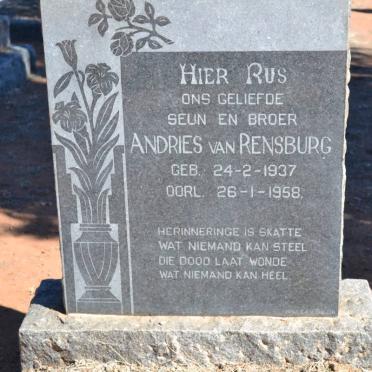 HIER RUS
ONS GELIEFDE
SEUN EN BROER
ANDRIES VAN RENSBURG
GEB. 24-2-1937
OORL. 26-1-1958.
HERINNERINGE IS SKATTE
WAT NIEMAND KAN STEEL
DIE DOOD LAAT WONDE
WAT NIEMAND KAN HEEL.